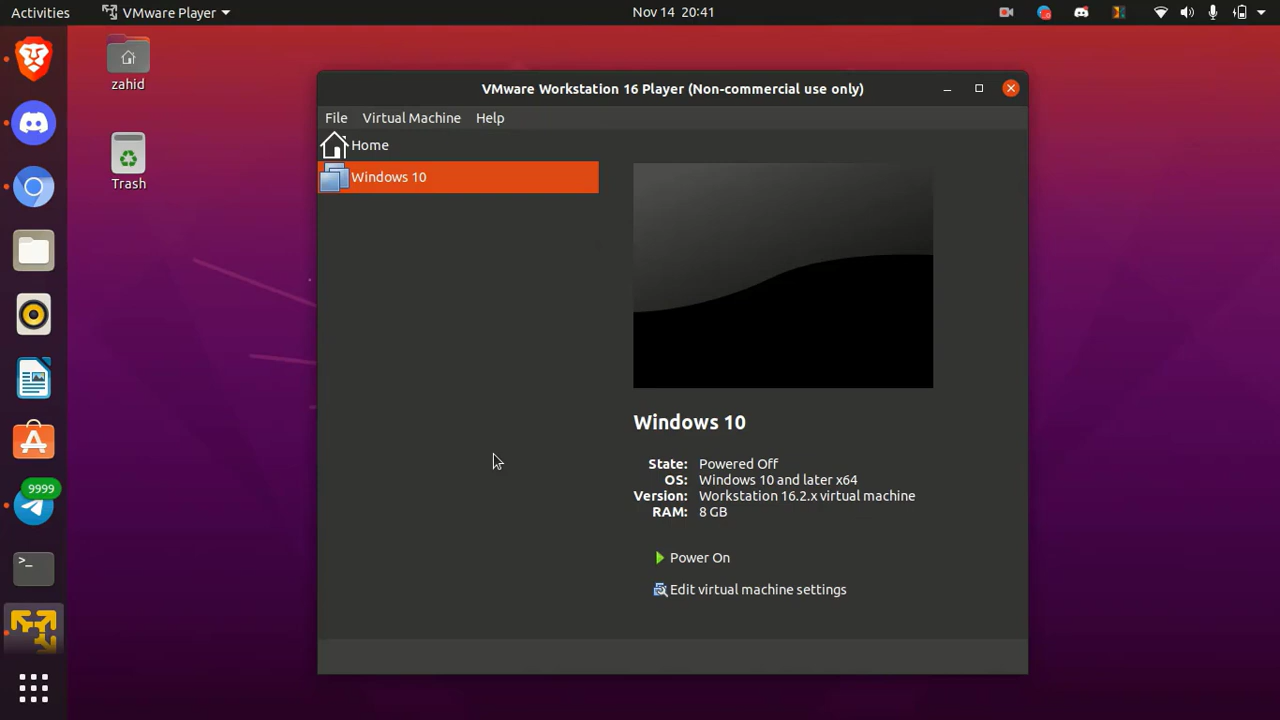 Activities
VMware Player
Nov 14 20:41
zahid
Trash
9999
>_
VMware Workstation 16 Player (Non-commercial use only)
File Virtual Machine Help
Home
Windows 10
Windows 10
State: Powered Off
OS: Windows 10 and later x64
Version: Workstation 16.2.x virtual machine
RAM: 8 GB
Power On
Edit virtual machine settings